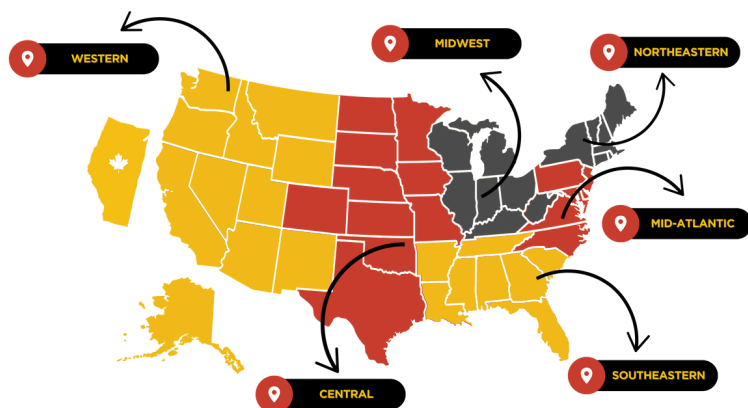 MIDWEST
NORTHEASTERN
WESTERN
MID-ATLANTIC
SOUTHEASTERN
CENTRAL